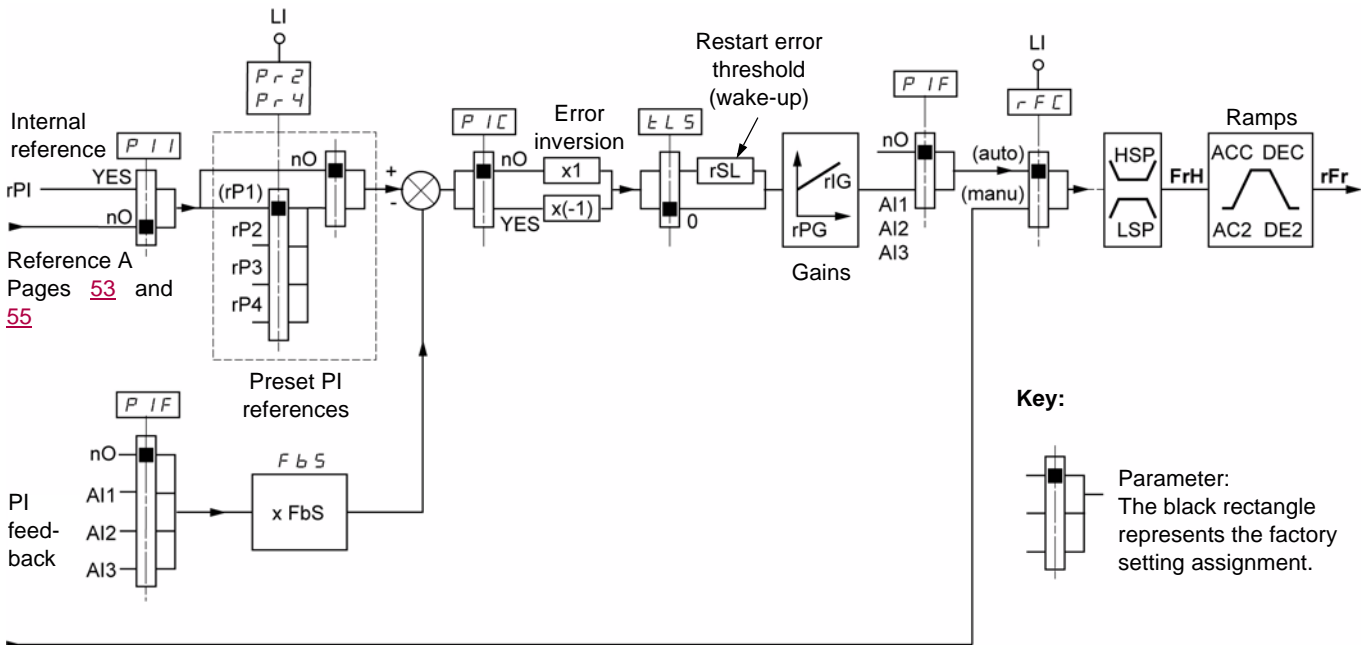 LI
Pr2
Pr4
Restart error
threshold
(wake-up)
LI
PIF
rFC
Internal
reference
PII
PIC
Error
inversion
tLS
Ramps
rPI
YES
nO
(rP1)
nO
+
-
nO
x1
YES
x(-1)
rSL
0
rIG
rPG
Gains
nO
AI1
AI2
AI3
(auto)
(manu)
HSP
LSP
FrH
ACC DEC
AC2 DE2
rFr
rP2
rP3
rP4
Reference A
Pages 53 and
55
Preset PI
references
PIF
nO
AI1
AI2
AI3
PI
feed-
back
FbS
x FbS
Key:
Parameter:
The black rectangle
represents the factory
setting assignment.